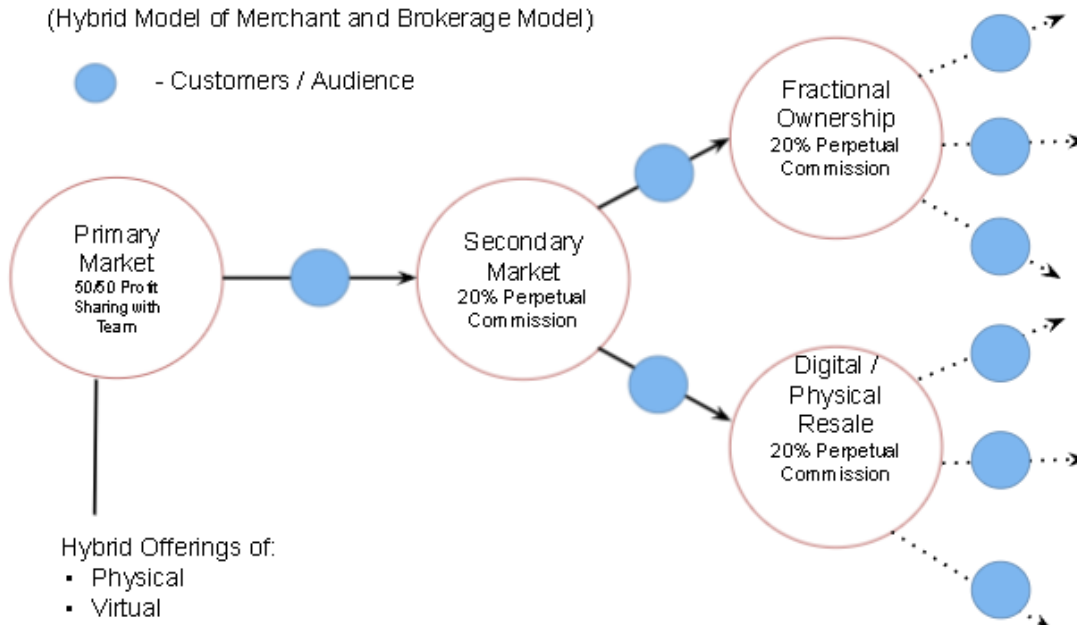 (Hybrid Model of Merchant and Brokerage Model)
- Customers / Audience
Primary
Market
50/50 Profit
Sharing with
Team
Secondary
Market
20% Perpetual
Commission
Fractional
Ownership
20% Perpetual
Commission
Digital /
Physical
Resale
20% Perpetual
Commission
Hybrid Offerings of:
▪ Physical
▪ Virtual